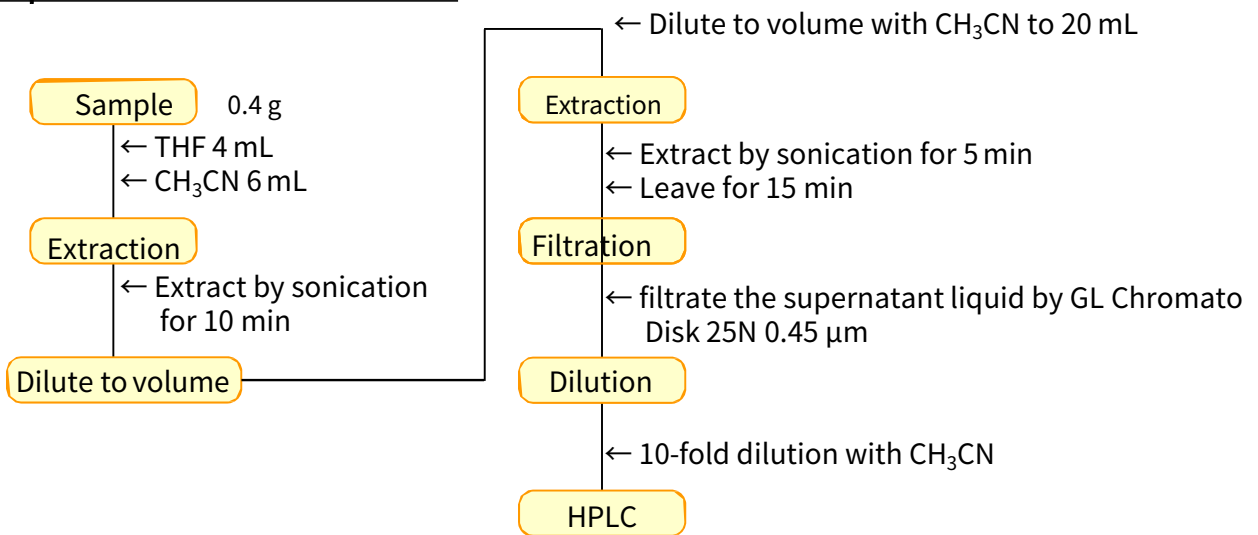 Sample 0.4 g
← THF 4 mL
← CH₃CN 6 mL
Extraction
← Extract by sonication
for 10 min
Dilute to volume
← Dilute to volume with CH₃CN to 20 mL
Extraction
← Extract by sonication for 5 min
← Leave for 15 min
Filtration
← filtrate the supernatant liquid by GL Chromato
Disk 25N 0.45 μm
Dilution
← 10-fold dilution with CH₃CN
HPLC